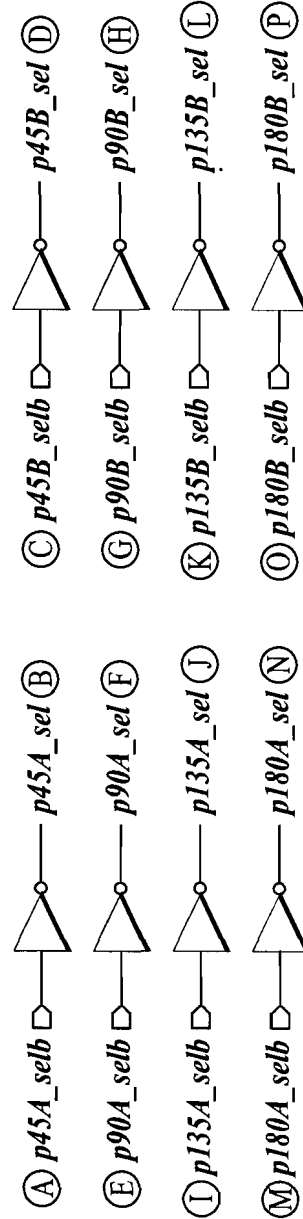 Ⓐ p45A_selb p45A_sel Ⓑ Ⓒ p45B_selb p45B_sel Ⓓ
Ⓔ p90A_selb p90A_sel Ⓕ Ⓖ p90B_selb p90B_sel Ⓗ
Ⓘ p135A_selb p135A_sel Ⓙ Ⓚ p135B_selb p135B_sel Ⓛ
Ⓜ p180A_selb p180A_sel Ⓝ Ⓞ p180B_selb p180B_sel Ⓟ